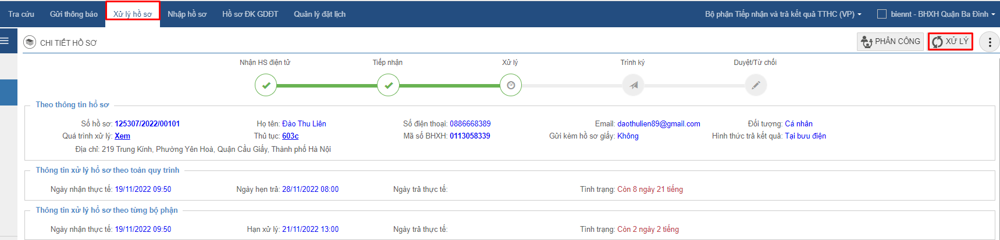 Tra cứu Gửi thông báo Xử lý hồ sơ Nhập hồ sơ Hồ sơ ĐK GDĐT Quản lý đặt lịch Bộ phận Tiếp nhận và trả kết quả TTHC (VP) biennt - BHXH Quận Ba Đình
CHI TIẾT HỒ SƠ PHÂN CÔNG XỬ LÝ
Nhận HS điện tử Tiếp nhận Xử lý Trình ký Duyệt/Từ chối
Theo thông tin hồ sơ
Số hồ sơ: 125307/2022/00101 Họ tên: Đào Thu Liên Số điện thoại: 0886668389 Email: daothulien89@gmail.com Đối tượng: Cá nhân
Quá trình xử lý: Xem Thủ tục: 603c Mã số BHXH: 0113058339 Gửi kèm hồ sơ giấy: Không Hình thức trả kết quả: Tại bưu điện
Địa chỉ: 219 Trung Kính, Phường Yên Hoà, Quận Cầu Giấy, Thành phố Hà Nội
Thông tin xử lý hồ sơ theo toàn quy trình
Ngày nhận thực tế: 19/11/2022 09:50 Ngày hẹn trả: 28/11/2022 08:00 Ngày trả thực tế: Tình trạng: Còn 8 ngày 21 tiếng
Thông tin xử lý hồ sơ theo từng bộ phận
Ngày nhận thực tế: 19/11/2022 09:50 Hạn xử lý: 21/11/2022 13:00 Ngày trả thực tế: Tình trạng: Còn 2 ngày 2 tiếng